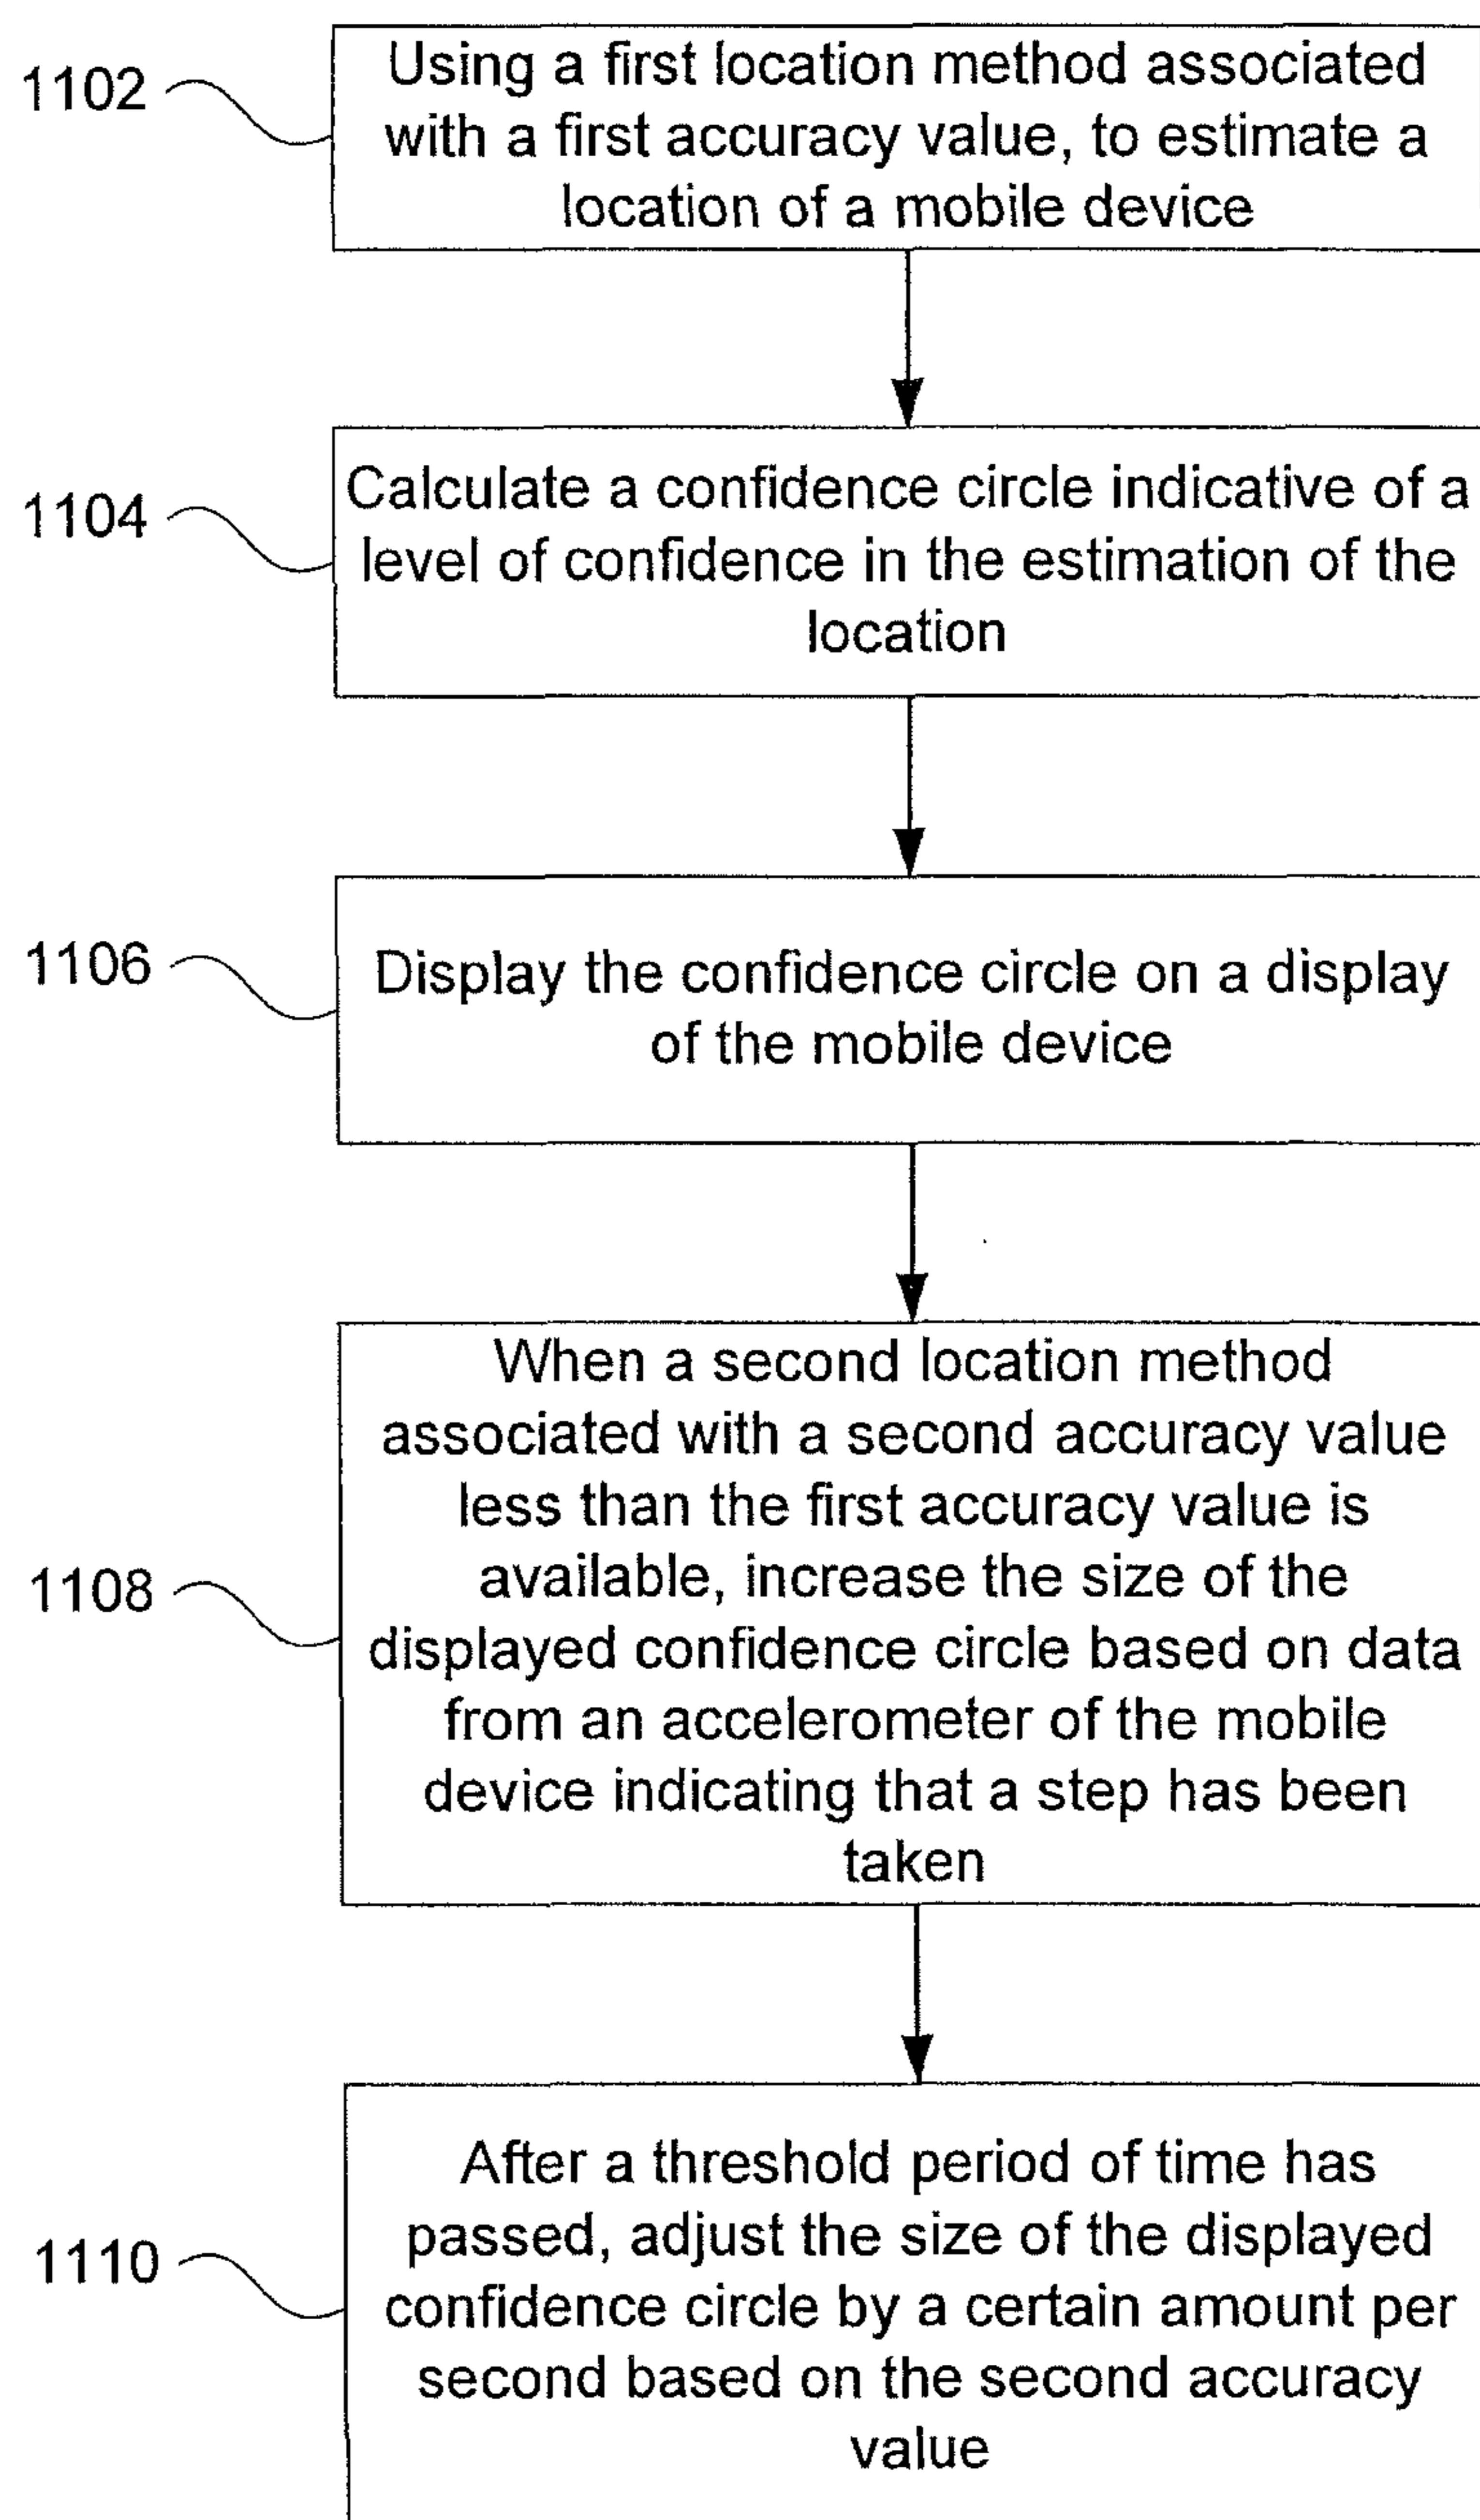 1102
Using a first location method associated
with a first accuracy value, to estimate a
location of a mobile device
1104
Calculate a confidence circle indicative of a
level of confidence in the estimation of the
location
1106
Display the confidence circle on a display
of the mobile device
1108
When a second location method
associated with a second accuracy value
less than the first accuracy value is
available, increase the size of the
displayed confidence circle based on data
from an accelerometer of the mobile
device indicating that a step has been
taken
1110
After a threshold period of time has
passed, adjust the size of the displayed
confidence circle by a certain amount per
second based on the second accuracy
value